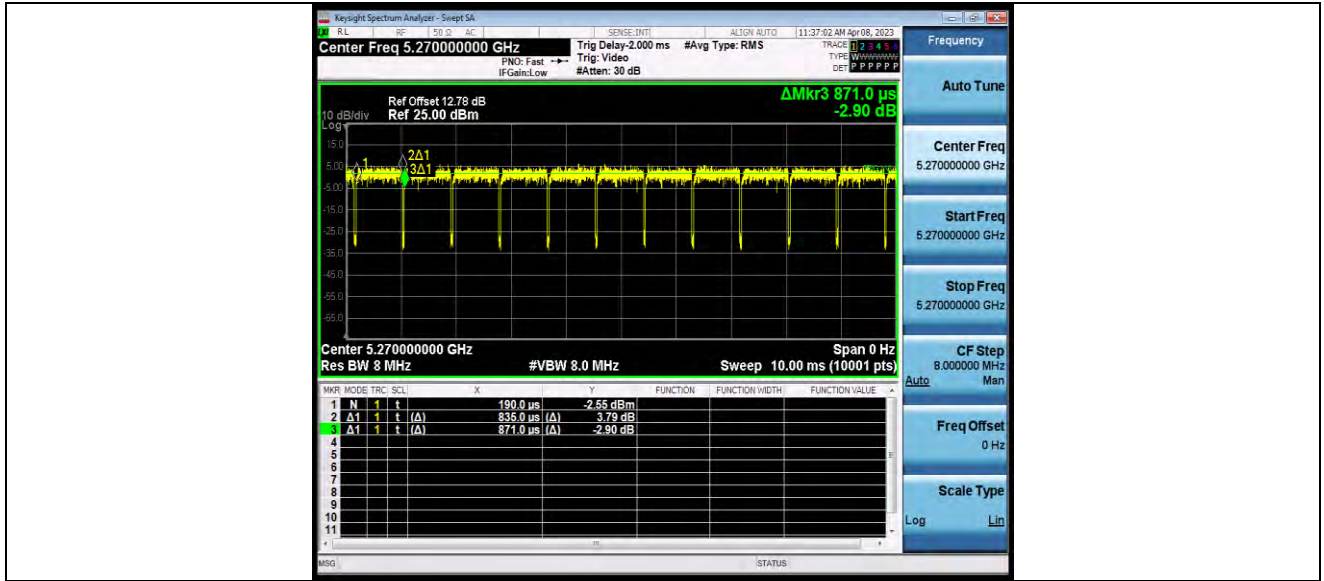 Keysight Spectrum Analyzer - Swept SA
RL RF 50 Ω AC SENSE:INT ALIGN AUTO 11:37:02 AM Apr 08, 2023
Center Freq 5.270000000 GHz
Trig Delay-2.000 ms #Avg Type: RMS
TRACE 1 2 3 4 5 6
PNO: Fast Trig: Video
TYPE WWWWWW
IFGain:Low #Atten: 30 dB
DET P P P P P P
ΔMkr3 871.0 µs
-2.90 dB
Ref Offset 12.78 dB
10 dB/div Ref 25.00 dBm
Log
15.0
5.00
-5.00
-15.0
-25.0
-35.0
-45.0
-55.0
-65.0
1
2Δ1
3Δ1
Center 5.270000000 GHz Span 0 Hz
Res BW 8 MHz #VBW 8.0 MHz Sweep 10.00 ms (10001 pts)
MKR MODE TRC SCL X Y FUNCTION FUNCTION WIDTH FUNCTION VALUE
1 N 1 t 190.0 µs -2.55 dBm
2 Δ1 1 t (Δ) 835.0 µs (Δ) 3.79 dB
3 Δ1 1 t (Δ) 871.0 µs (Δ) -2.90 dB
4
5
6
7
8
9
10
11
MSG STATUS
Frequency
Auto Tune
Center Freq
5.270000000 GHz
Start Freq
5.270000000 GHz
Stop Freq
5.270000000 GHz
CF Step
8.000000 MHz
Auto Man
Freq Offset
0 Hz
Scale Type
Log Lin